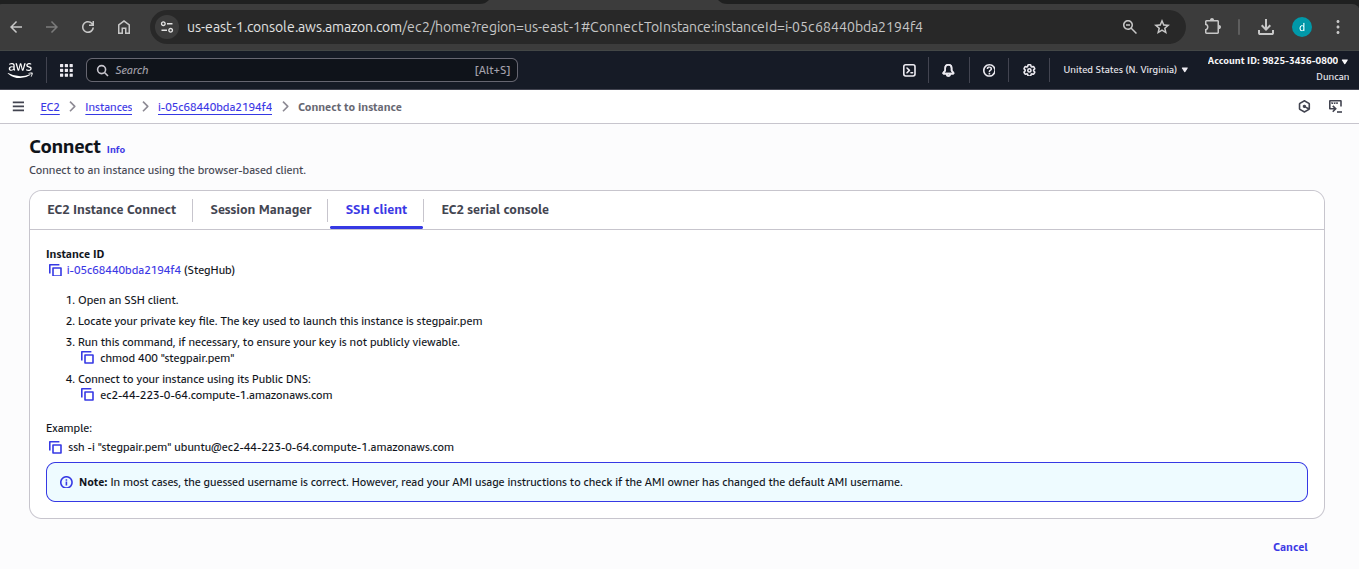 us-east-1.console.aws.amazon.com/ec2/home?region=us-east-1#ConnectToInstance:instanceId=i-05c68440bda2194f4
d
aws
Search
[Alt+S]
United States (N. Virginia)
Account ID: 9825-3436-0800
Duncan
EC2 > Instances > i-05c68440bda2194f4 > Connect to instance
Connect Info
Connect to an instance using the browser-based client.
EC2 Instance Connect
Session Manager
SSH client
EC2 serial console
Instance ID
i-05c68440bda2194f4 (StegHub)
1. Open an SSH client.
2. Locate your private key file. The key used to launch this instance is stegpair.pem
3. Run this command, if necessary, to ensure your key is not publicly viewable.
chmod 400 "stegpair.pem"
4. Connect to your instance using its Public DNS:
ec2-44-223-0-64.compute-1.amazonaws.com
Example:
ssh -i "stegpair.pem" ubuntu@ec2-44-223-0-64.compute-1.amazonaws.com
Note: In most cases, the guessed username is correct. However, read your AMI usage instructions to check if the AMI owner has changed the default AMI username.
Cancel